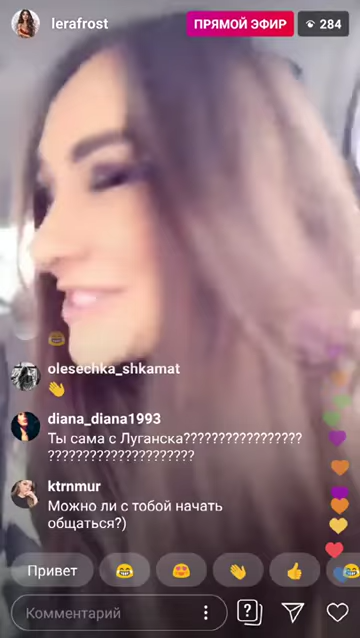 lerafrost
ПРЯМОЙ ЭФИР
284
olesechka_shkamat
diana_diana1993
Ты сама с Луганска?????????????????
??????????????????????
ktrnmur
Можно ли с тобой начать
общаться?)
Привет
Комментарий